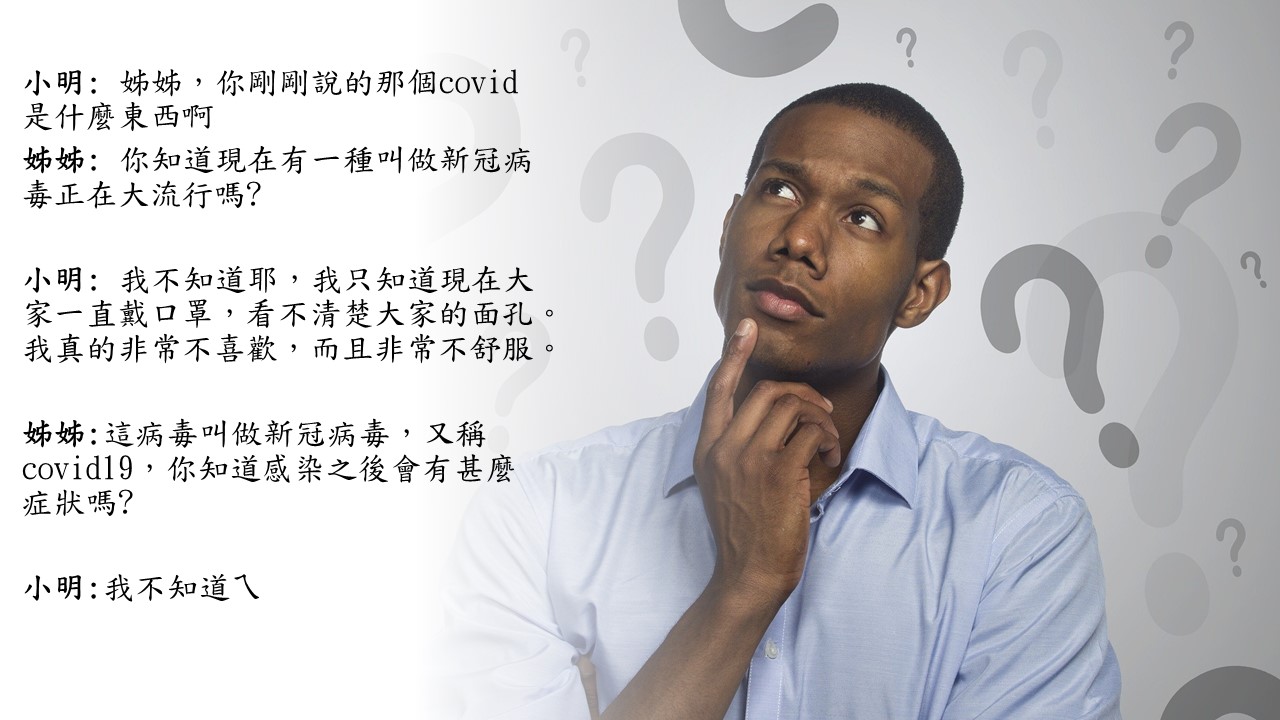 小明: 姊姊，你剛剛說的那個covid
是什麼東西啊
姊姊: 你知道現在有一種叫做新冠病
毒正在大流行嗎?
小明: 我不知道耶，我只知道現在大
家一直戴口罩，看不清楚大家的面孔。
我真的非常不喜歡，而且非常不舒服。
姊姊:這病毒叫做新冠病毒，又稱
covid19，你知道感染之後會有甚麼
症狀嗎?
小明:我不知道ㄟ